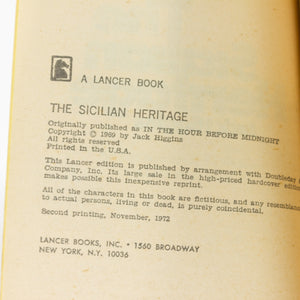 A LANCER BOOK
THE SICILIAN HERITAGE
Originally published as IN THE HOUR BEFORE MIDNIGHT
Copyright © 1969 by Jack Higgins
All rights reserved
Printed in the U.S.A.
This Lancer edition is published by arrangement with Doubleday
Company, Inc. Its large sale in the high-priced hardcover edition
makes possible this inexpensive reprint.
All of the characters in this book are fictitious, and any
to actual persons, living or dead, is purely coincidental.
Second printing, November, 1972
LANCER BOOKS, INC. • 1560 BROADWAY
NEW YORK, N.Y. 10036